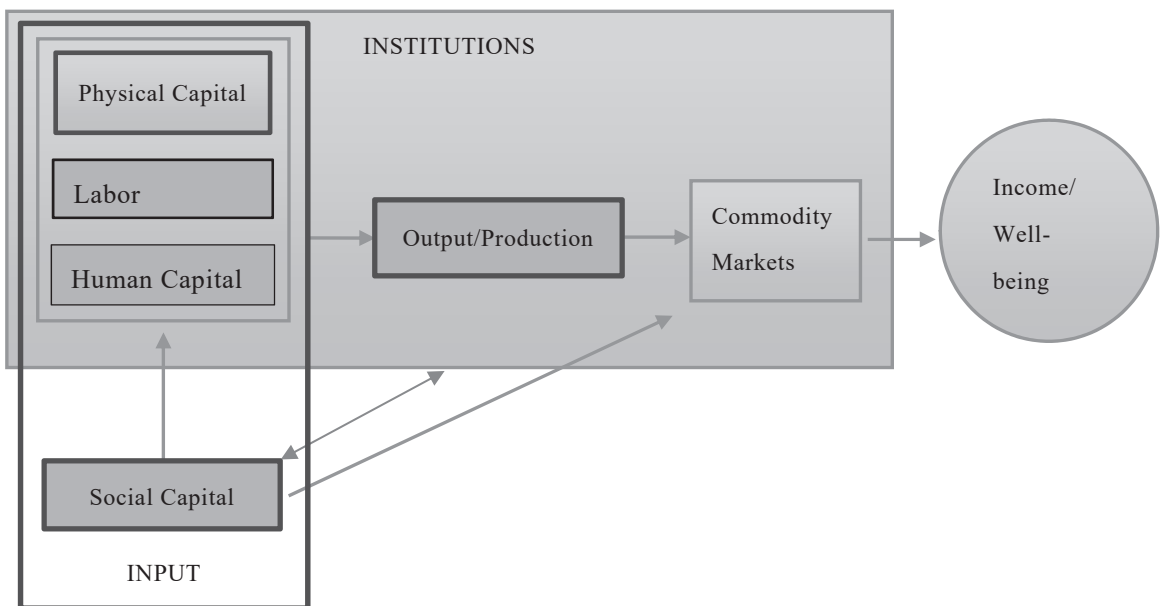 INSTITUTIONS
Physical Capital
Labor
Human Capital
Output/Production
Commodity
Markets
Income/
Well-
being
Social Capital
INPUT